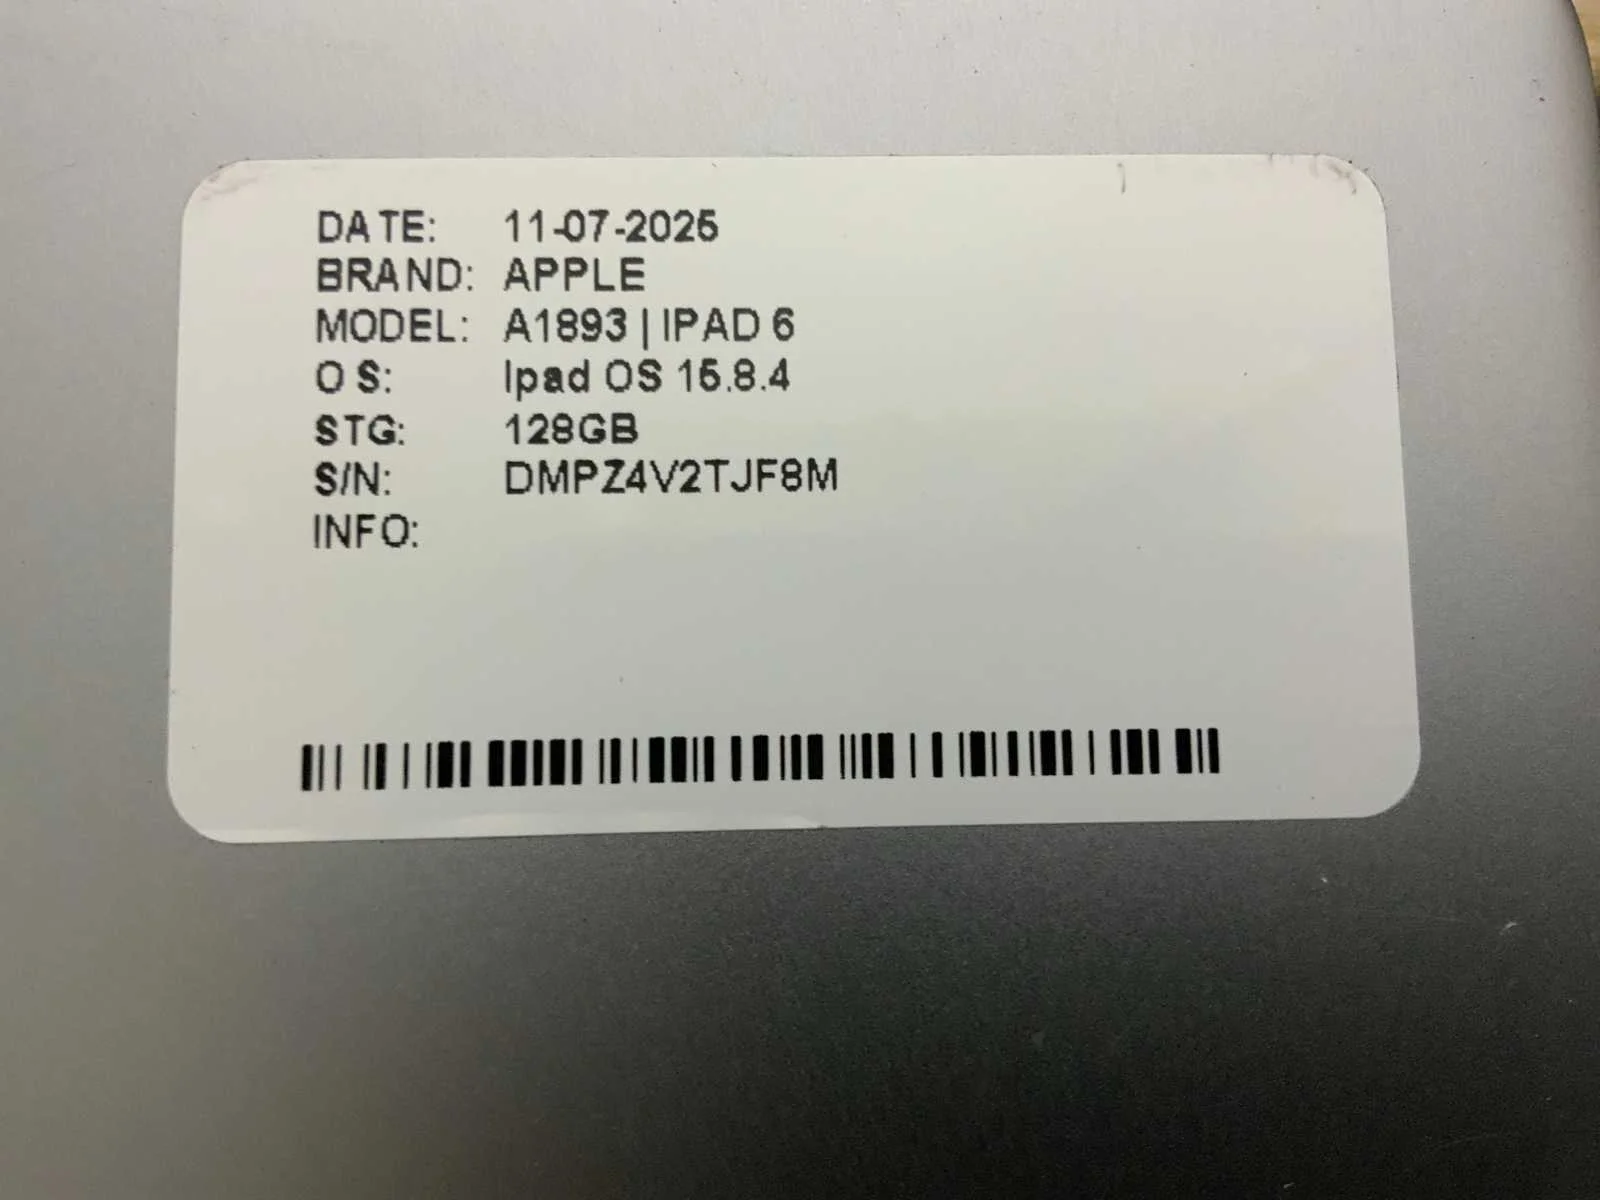 DATE: 11-07-2025
BRAND: APPLE
MODEL: A1893 | IPAD 6
OS: Ipad OS 15.8.4
STG: 128GB
S/N: DMPZ4V2TJF8M
INFO: